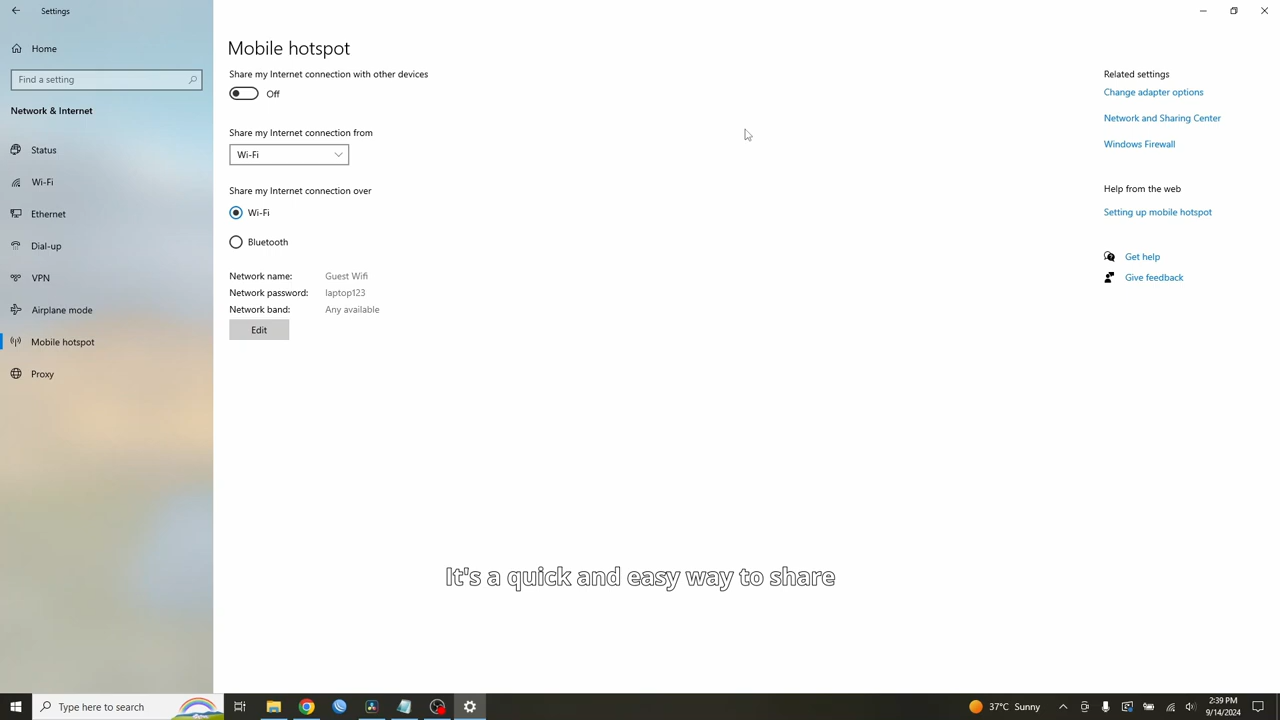 Settings
Home
Find a setting
Network & Internet
Status
Wi-Fi
Ethernet
Dial-up
VPN
Airplane mode
Mobile hotspot
Proxy
Mobile hotspot
Share my Internet connection with other devices
Off
Share my Internet connection from
Wi-Fi
Share my Internet connection over
Wi-Fi
Bluetooth
Network name: Guest Wifi
Network password: laptop123
Network band: Any available
Edit
Related settings
Change adapter options
Network and Sharing Center
Windows Firewall
Help from the web
Setting up mobile hotspot
Get help
Give feedback
It's a quick and easy way to share
Type here to search
37°C Sunny
2:39 PM
9/14/2024